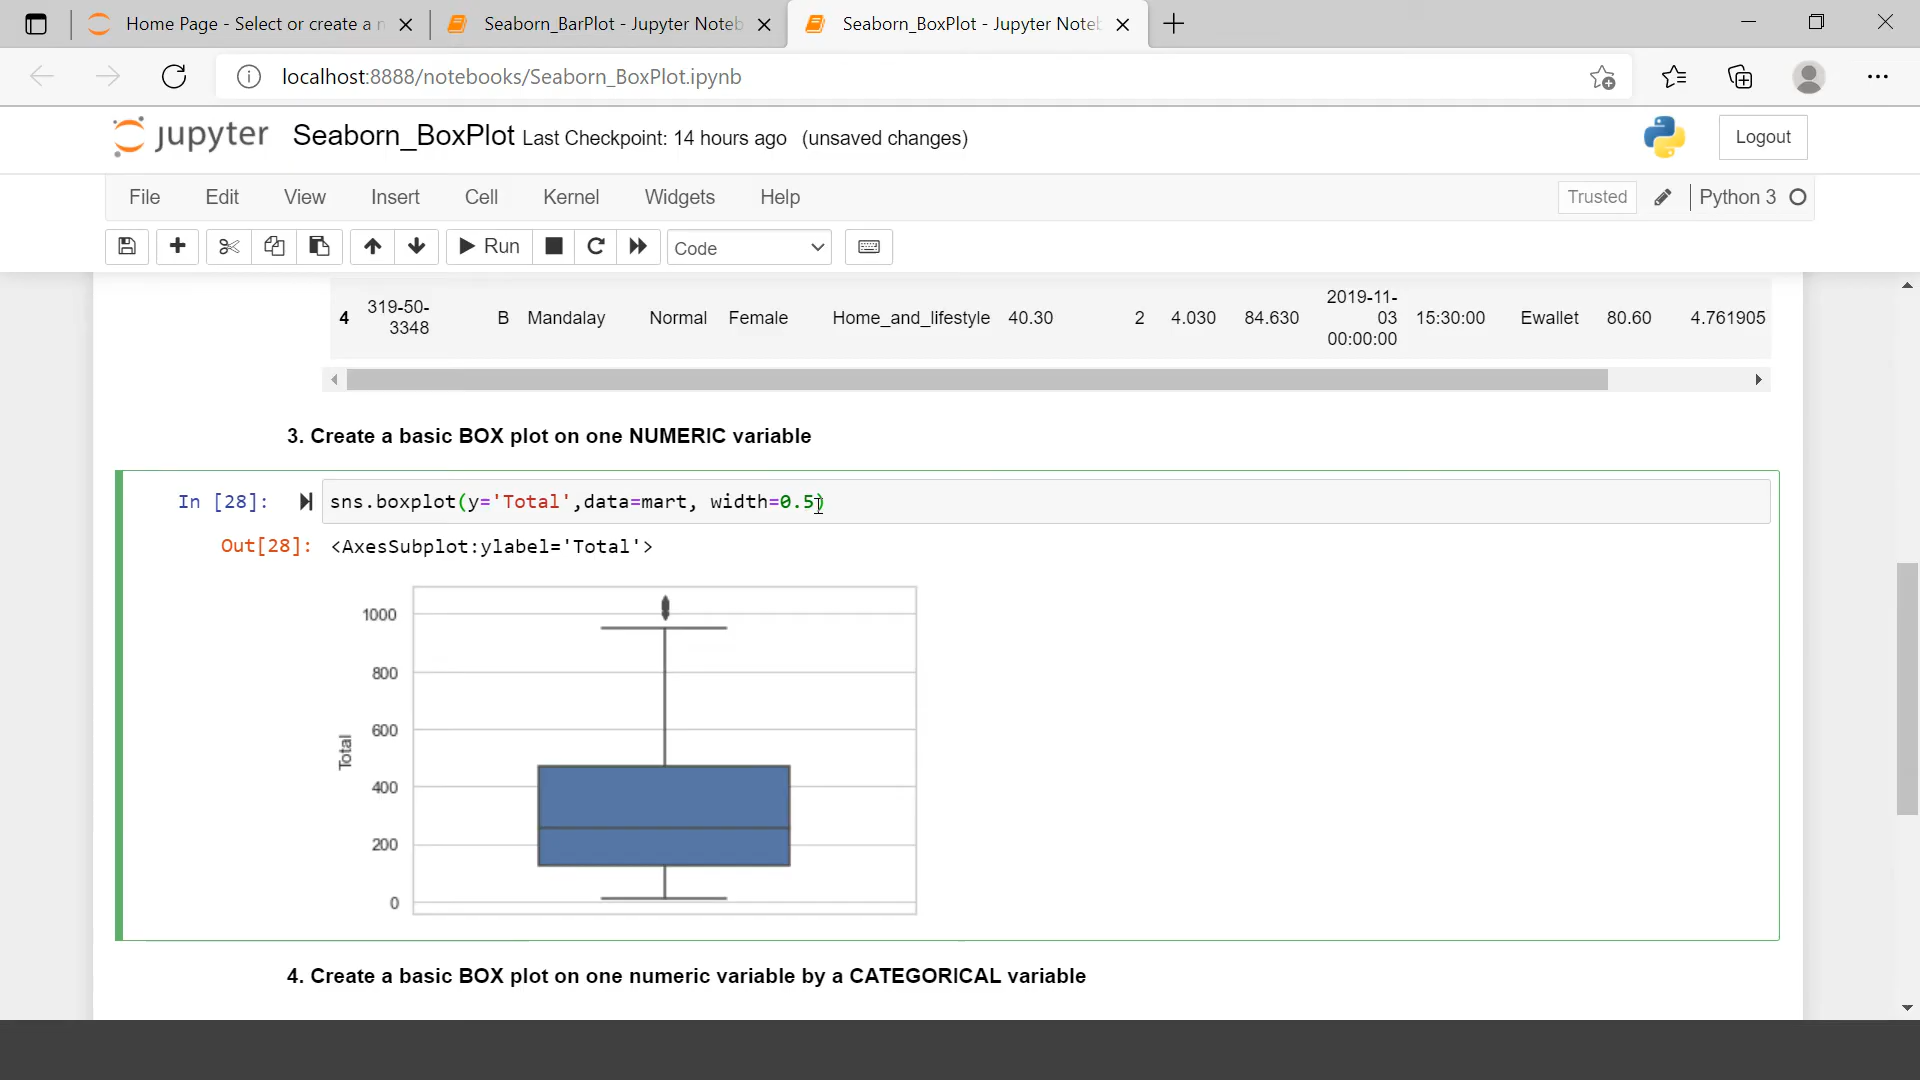 Home Page - Select or create a n
Seaborn_BarPlot - Jupyter Noteb
Seaborn_BoxPlot - Jupyter Noteb
localhost:8888/notebooks/Seaborn_BoxPlot.ipynb
jupyter Seaborn_BoxPlot Last Checkpoint: 14 hours ago (unsaved changes)
Logout
File Edit View Insert Cell Kernel Widgets Help
Trusted Python 3
Run Code
4 319-50-3348 B Mandalay Normal Female Home_and_lifestyle 40.30 2 4.030 84.630 2019-11-03 00:00:00 15:30:00 Ewallet 80.60 4.761905
3. Create a basic BOX plot on one NUMERIC variable
In [28]: sns.boxplot(y='Total',data=mart, width=0.5)
Out[28]: <AxesSubplot:ylabel='Total'>
1000
800
600
Total
400
200
0
4. Create a basic BOX plot on one numeric variable by a CATEGORICAL variable